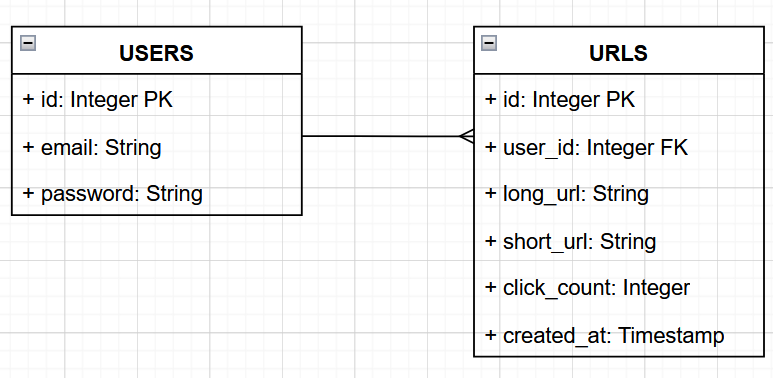 USERS
+ id: Integer PK
+ email: String
+ password: String
URLS
+ id: Integer PK
+ user_id: Integer FK
+ long_url: String
+ short_url: String
+ click_count: Integer
+ created_at: Timestamp